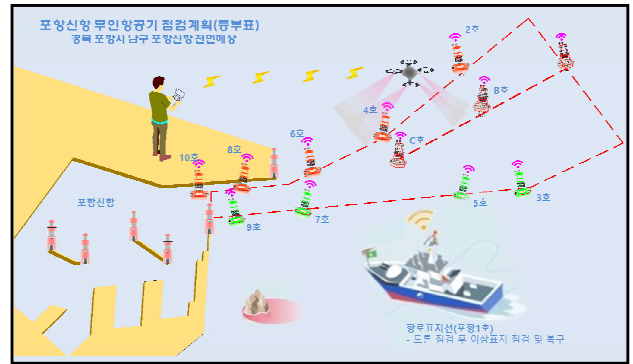 포항신항 무인항공기 점검계획(등부표)
경북 포항시 남구 포항신항 전면해상
2호
B호
4호
C호
6호
8호
10호
포항신항
5호
3호
7호
9호
항로표지선(포항1호)
- 드론 점검 후 이상표지 점검 및 복구